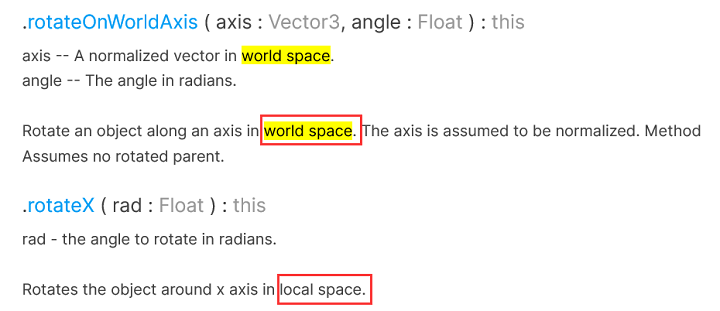 .rotateOnWorldAxis ( axis : Vector3, angle : Float ) : this
axis -- A normalized vector in world space.
angle -- The angle in radians.
Rotate an object along an axis in world space. The axis is assumed to be normalized. Method
Assumes no rotated parent.
.rotateX ( rad : Float ) : this
rad - the angle to rotate in radians.
Rotates the object around x axis in local space.